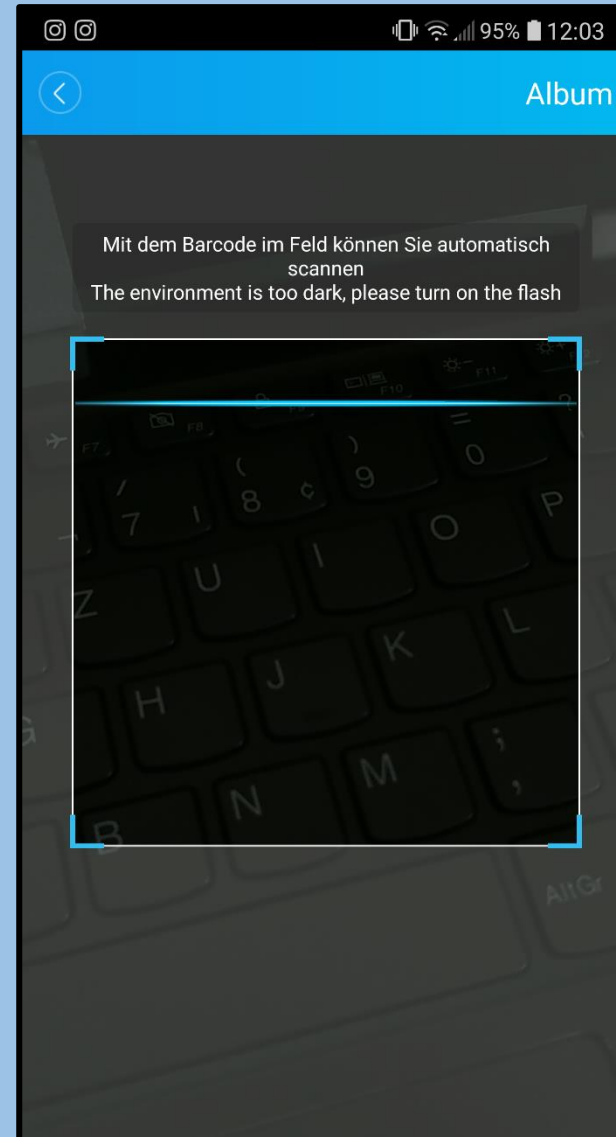 95% 12:03
Album
Mit dem Barcode im Feld können Sie automatisch
scannen
The environment is too dark, please turn on the flash
F7 F8 F10 F11
/ ( ) =
7 8 ¢ 9 0 ?
Z U I O P
G H J K L
B N M ; ,
AltGr